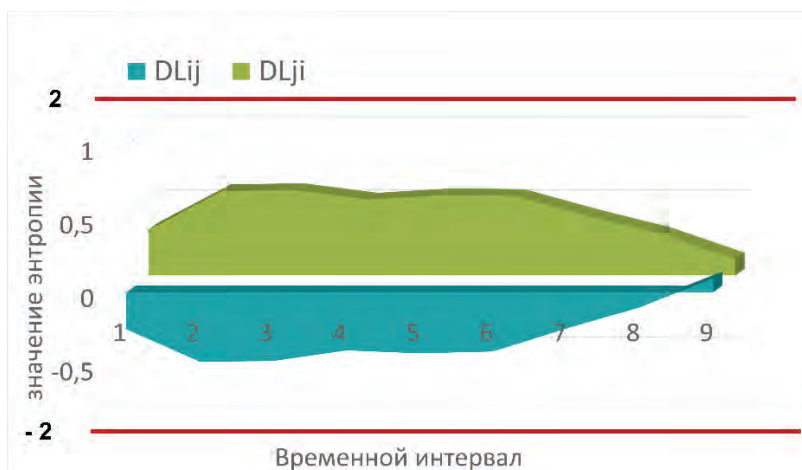 DLij DLji
2
1
0,5
0
-0,5
- 2
значение энтропии
1 2 3 4 5 6 7 8 9
Временной интервал